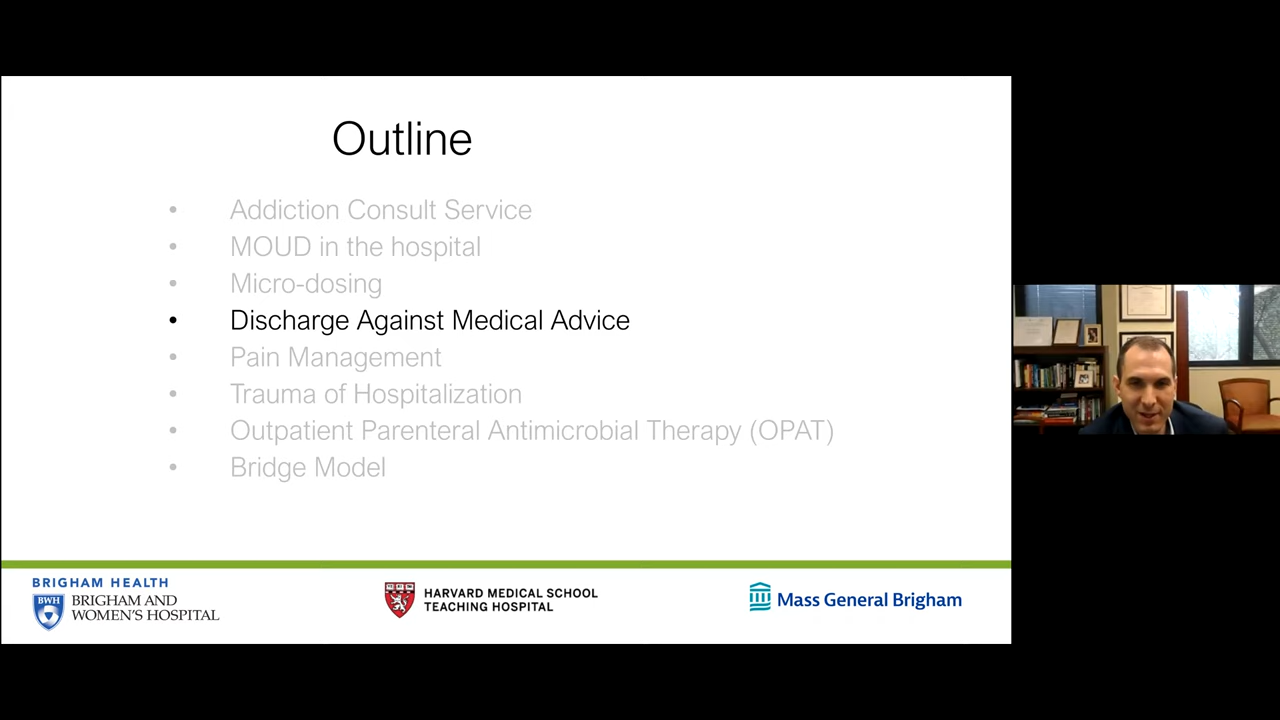 Outline
• Addiction Consult Service
• MOUD in the hospital
• Micro-dosing
• Discharge Against Medical Advice
• Pain Management
• Trauma of Hospitalization
• Outpatient Parenteral Antimicrobial Therapy (OPAT)
• Bridge Model
BRIGHAM HEALTH
BWH
BRIGHAM AND
WOMEN'S HOSPITAL
HARVARD MEDICAL SCHOOL
TEACHING HOSPITAL
Mass General Brigham